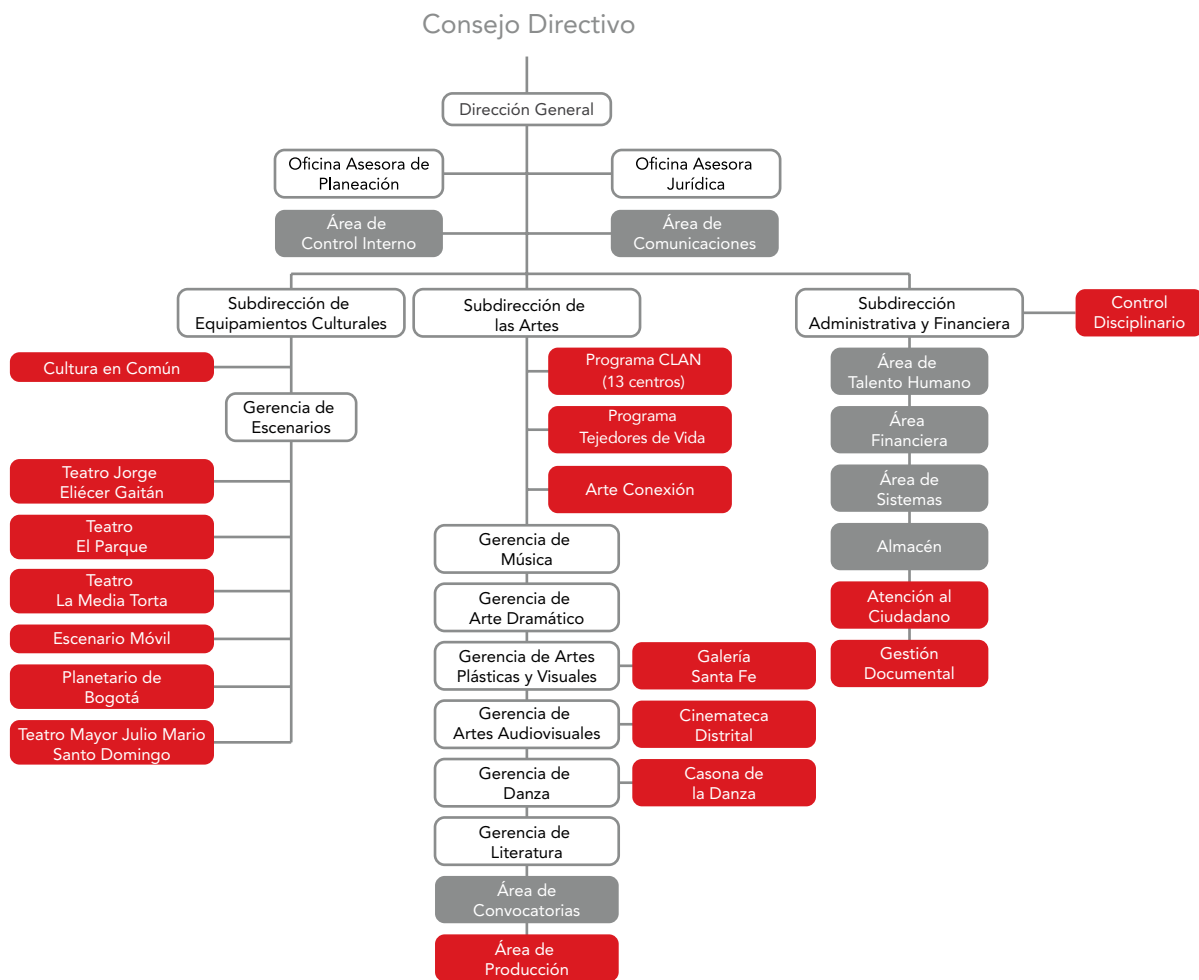 Consejo Directivo
Dirección General
Oficina Asesora de
Planeación
Oficina Asesora
Jurídica
Área de
Control Interno
Área de
Comunicaciones
Subdirección de
Equipamientos Culturales
Subdirección de
las Artes
Subdirección
Administrativa y Financiera
Control
Disciplinario
Cultura en Común
Gerencia de
Escenarios
Teatro Jorge
Eliécer Gaitán
Teatro
El Parque
Teatro
La Media Torta
Escenario Móvil
Planetario de
Bogotá
Teatro Mayor Julio Mario
Santo Domingo
Programa CLAN
(13 centros)
Programa
Tejedores de Vida
Arte Conexión
Gerencia de
Música
Gerencia de
Arte Dramático
Gerencia de Artes
Plásticas y Visuales
Galería
Santa Fe
Gerencia de
Artes Audiovisuales
Cinemateca
Distrital
Gerencia de
Danza
Casona de
la Danza
Gerencia de
Literatura
Área de
Convocatorias
Área de
Producción
Área de
Talento Humano
Área
Financiera
Área de
Sistemas
Almacén
Atención al
Ciudadano
Gestión
Documental